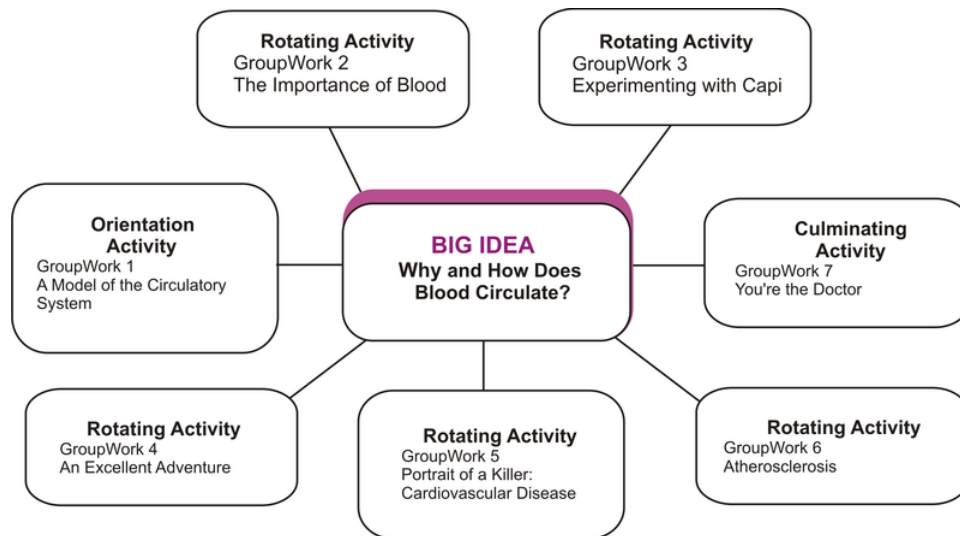 Rotating Activity
GroupWork 2
The Importance of Blood
Rotating Activity
GroupWork 3
Experimenting with Capi
Orientation
Activity
GroupWork 1
A Model of the Circulatory
System
BIG IDEA
Why and How Does
Blood Circulate?
Culminating
Activity
GroupWork 7
You're the Doctor
Rotating Activity
GroupWork 4
An Excellent Adventure
Rotating Activity
GroupWork 5
Portrait of a Killer:
Cardiovascular Disease
Rotating Activity
GroupWork 6
Atherosclerosis